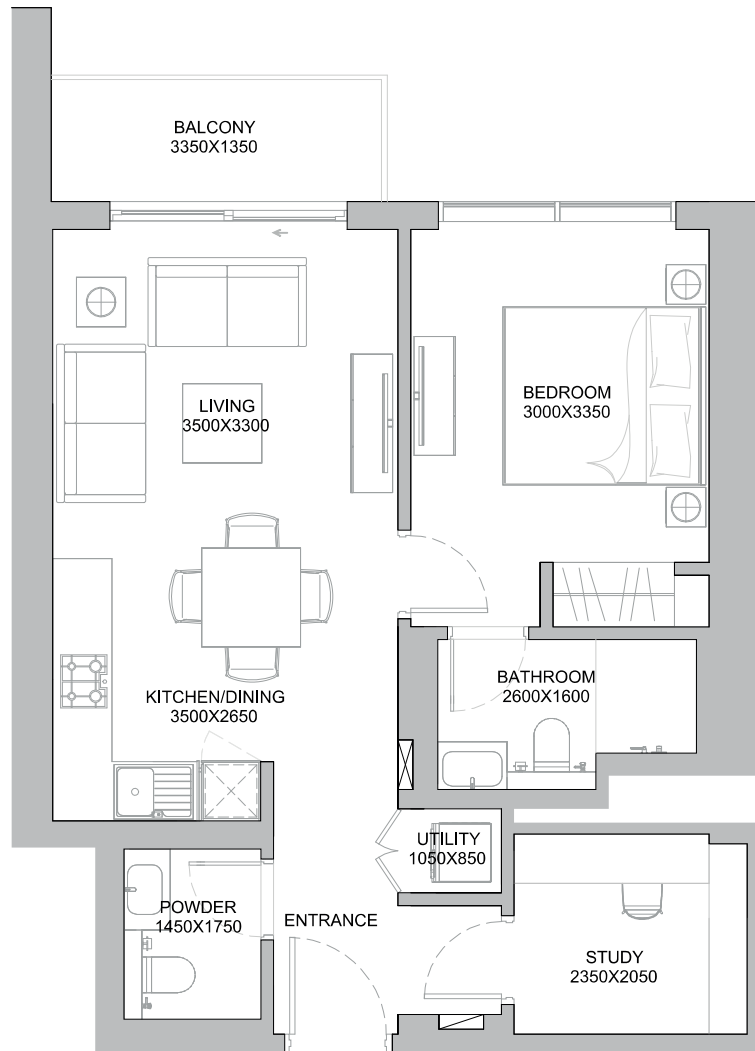 BALCONY
3350X1350
LIVING
3500X3300
BEDROOM
3000X3350
KITCHEN/DINING
3500X2650
BATHROOM
2600X1600
UTILITY
1050X850
POWDER
1450X1750
ENTRANCE
STUDY
2350X2050